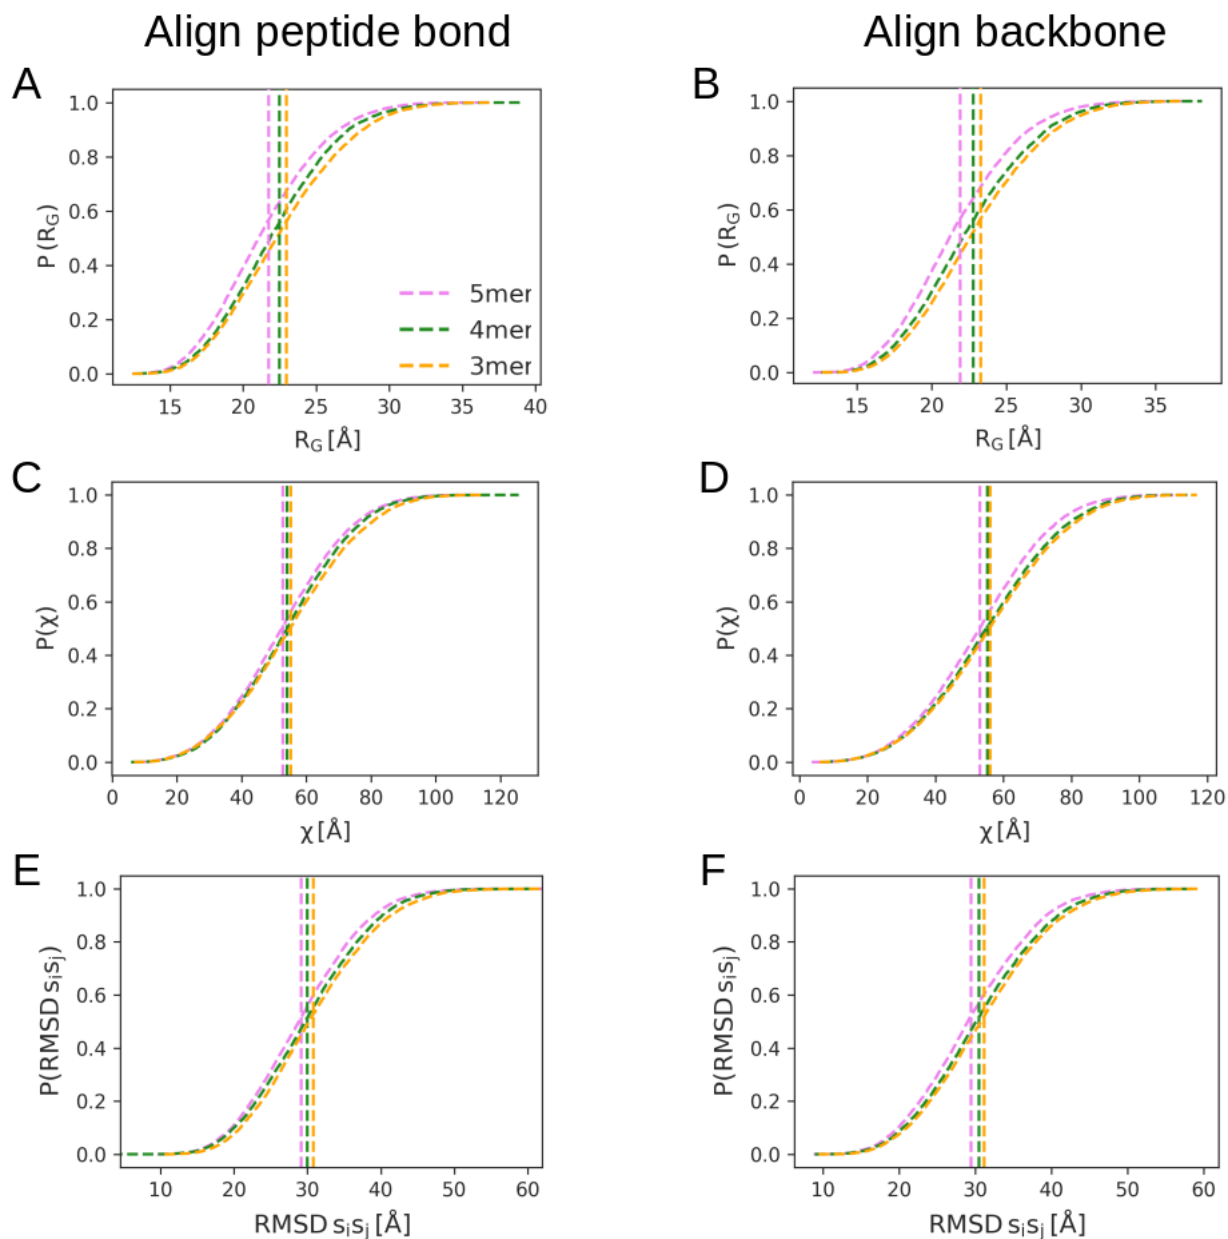 Align peptide bond
Align backbone
A
1.0
0.8
0.6
0.4
0.2
0.0
P(R_G)
5mer
4mer
3mer
15 20 25 30 35 40
R_G [Å]
B
1.0
0.8
0.6
0.4
0.2
0.0
P(R_G)
15 20 25 30 35
R_G [Å]
C
1.0
0.8
0.6
0.4
0.2
0.0
P(χ)
0 20 40 60 80 100 120
χ [Å]
D
1.0
0.8
0.6
0.4
0.2
0.0
P(χ)
0 20 40 60 80 100 120
χ [Å]
E
1.0
0.8
0.6
0.4
0.2
0.0
P(RMSD s_i s_j)
10 20 30 40 50 60
RMSD s_i s_j [Å]
F
1.0
0.8
0.6
0.4
0.2
0.0
P(RMSD s_i s_j)
10 20 30 40 50 60
RMSD s_i s_j [Å]